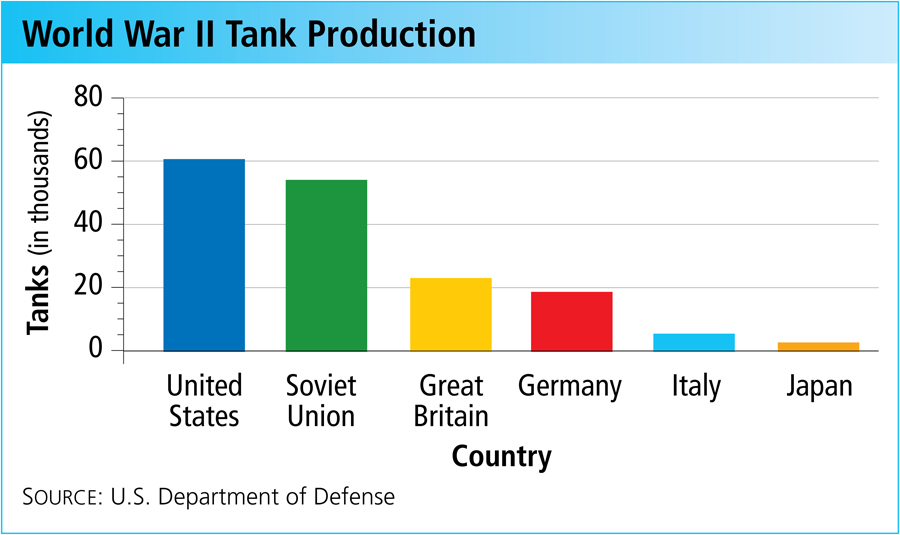 World War II Tank Production
Tanks (in thousands)
80
60
40
20
0
United States
Soviet Union
Great Britain
Germany
Italy
Japan
Country
SOURCE: U.S. Department of Defense